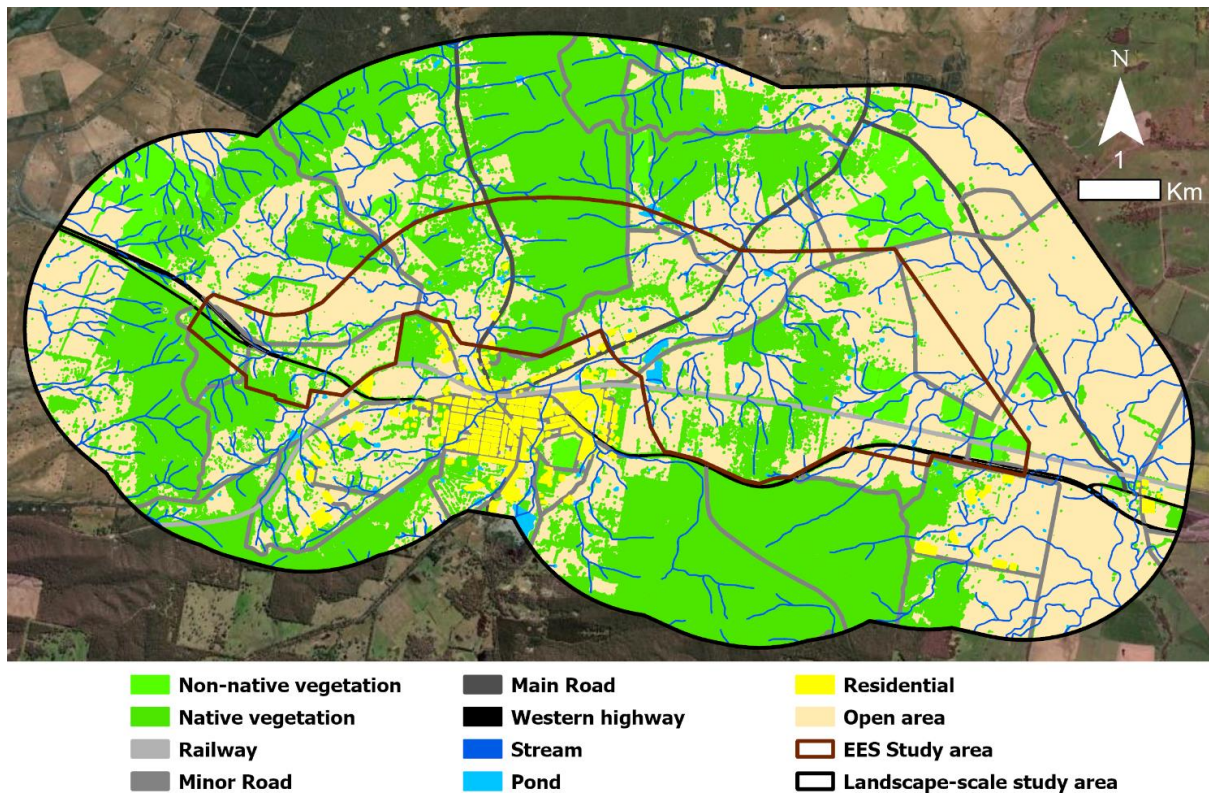 N
1
Km
Non-native vegetation
Native vegetation
Railway
Minor Road
Main Road
Western highway
Stream
Pond
Residential
Open area
EES Study area
Landscape-scale study area